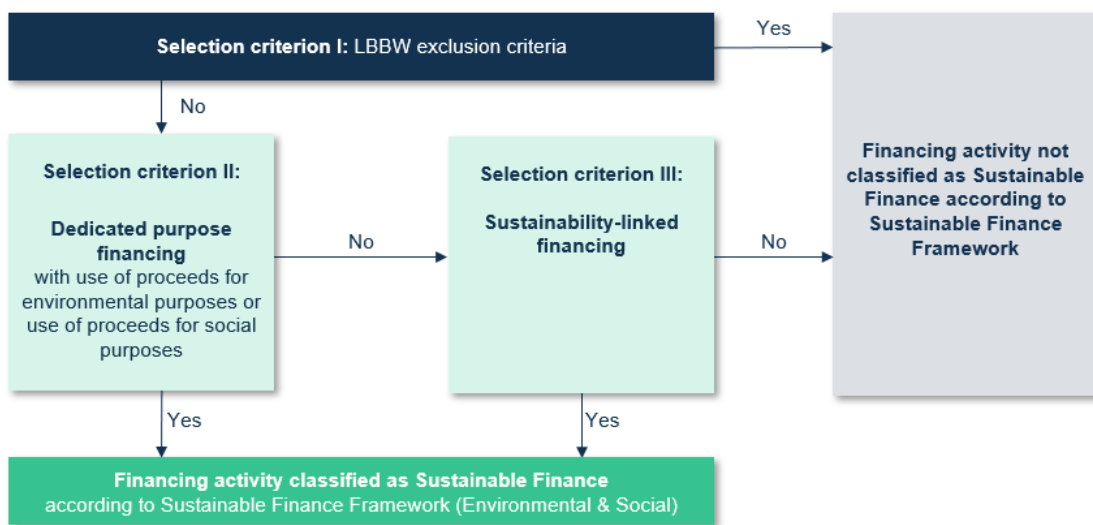 Selection criterion I: LBBW exclusion criteria
Yes
No
Selection criterion II:
Dedicated purpose
financing
with use of proceeds for
environmental purposes or
use of proceeds for social
purposes
No
Selection criterion III:
Sustainability-linked
financing
No
Financing activity not
classified as Sustainable
Finance according to
Sustainable Finance
Framework
Yes
Yes
Financing activity classified as Sustainable Finance
according to Sustainable Finance Framework (Environmental & Social)